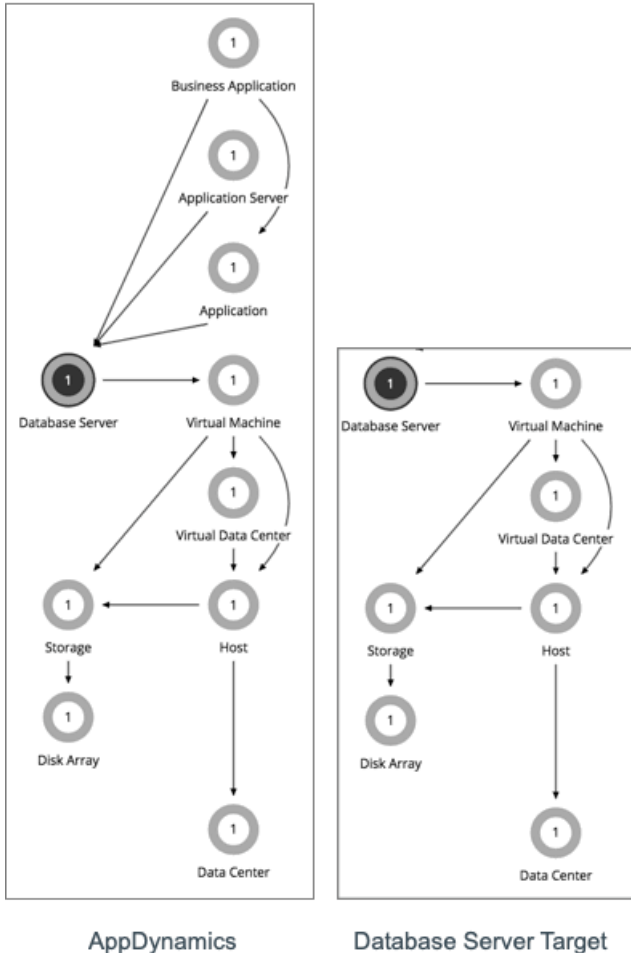 1
Business Application
1
Application Server
1
Application
1
Database Server
1
Virtual Machine
1
Virtual Data Center
1
Storage
1
Host
1
Disk Array
1
Data Center
AppDynamics
1
Database Server
1
Virtual Machine
1
Virtual Data Center
1
Storage
1
Host
1
Disk Array
1
Data Center
Database Server Target